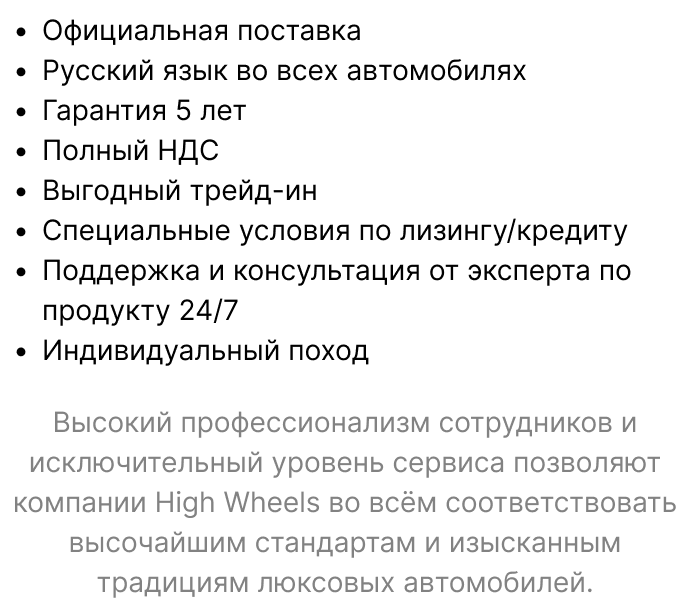 • Официальная поставка
• Русский язык во всех автомобилях
• Гарантия 5 лет
• Полный НДС
• Выгодный трейд-ин
• Специальные условия по лизингу/кредиту
• Поддержка и консультация от эксперта по
продукту 24/7
• Индивидуальный поход
Высокий профессионализм сотрудников и
исключительный уровень сервиса позволяют
компании High Wheels во всём соответствовать
высочайшим стандартам и изысканным
традициям люксовых автомобилей.